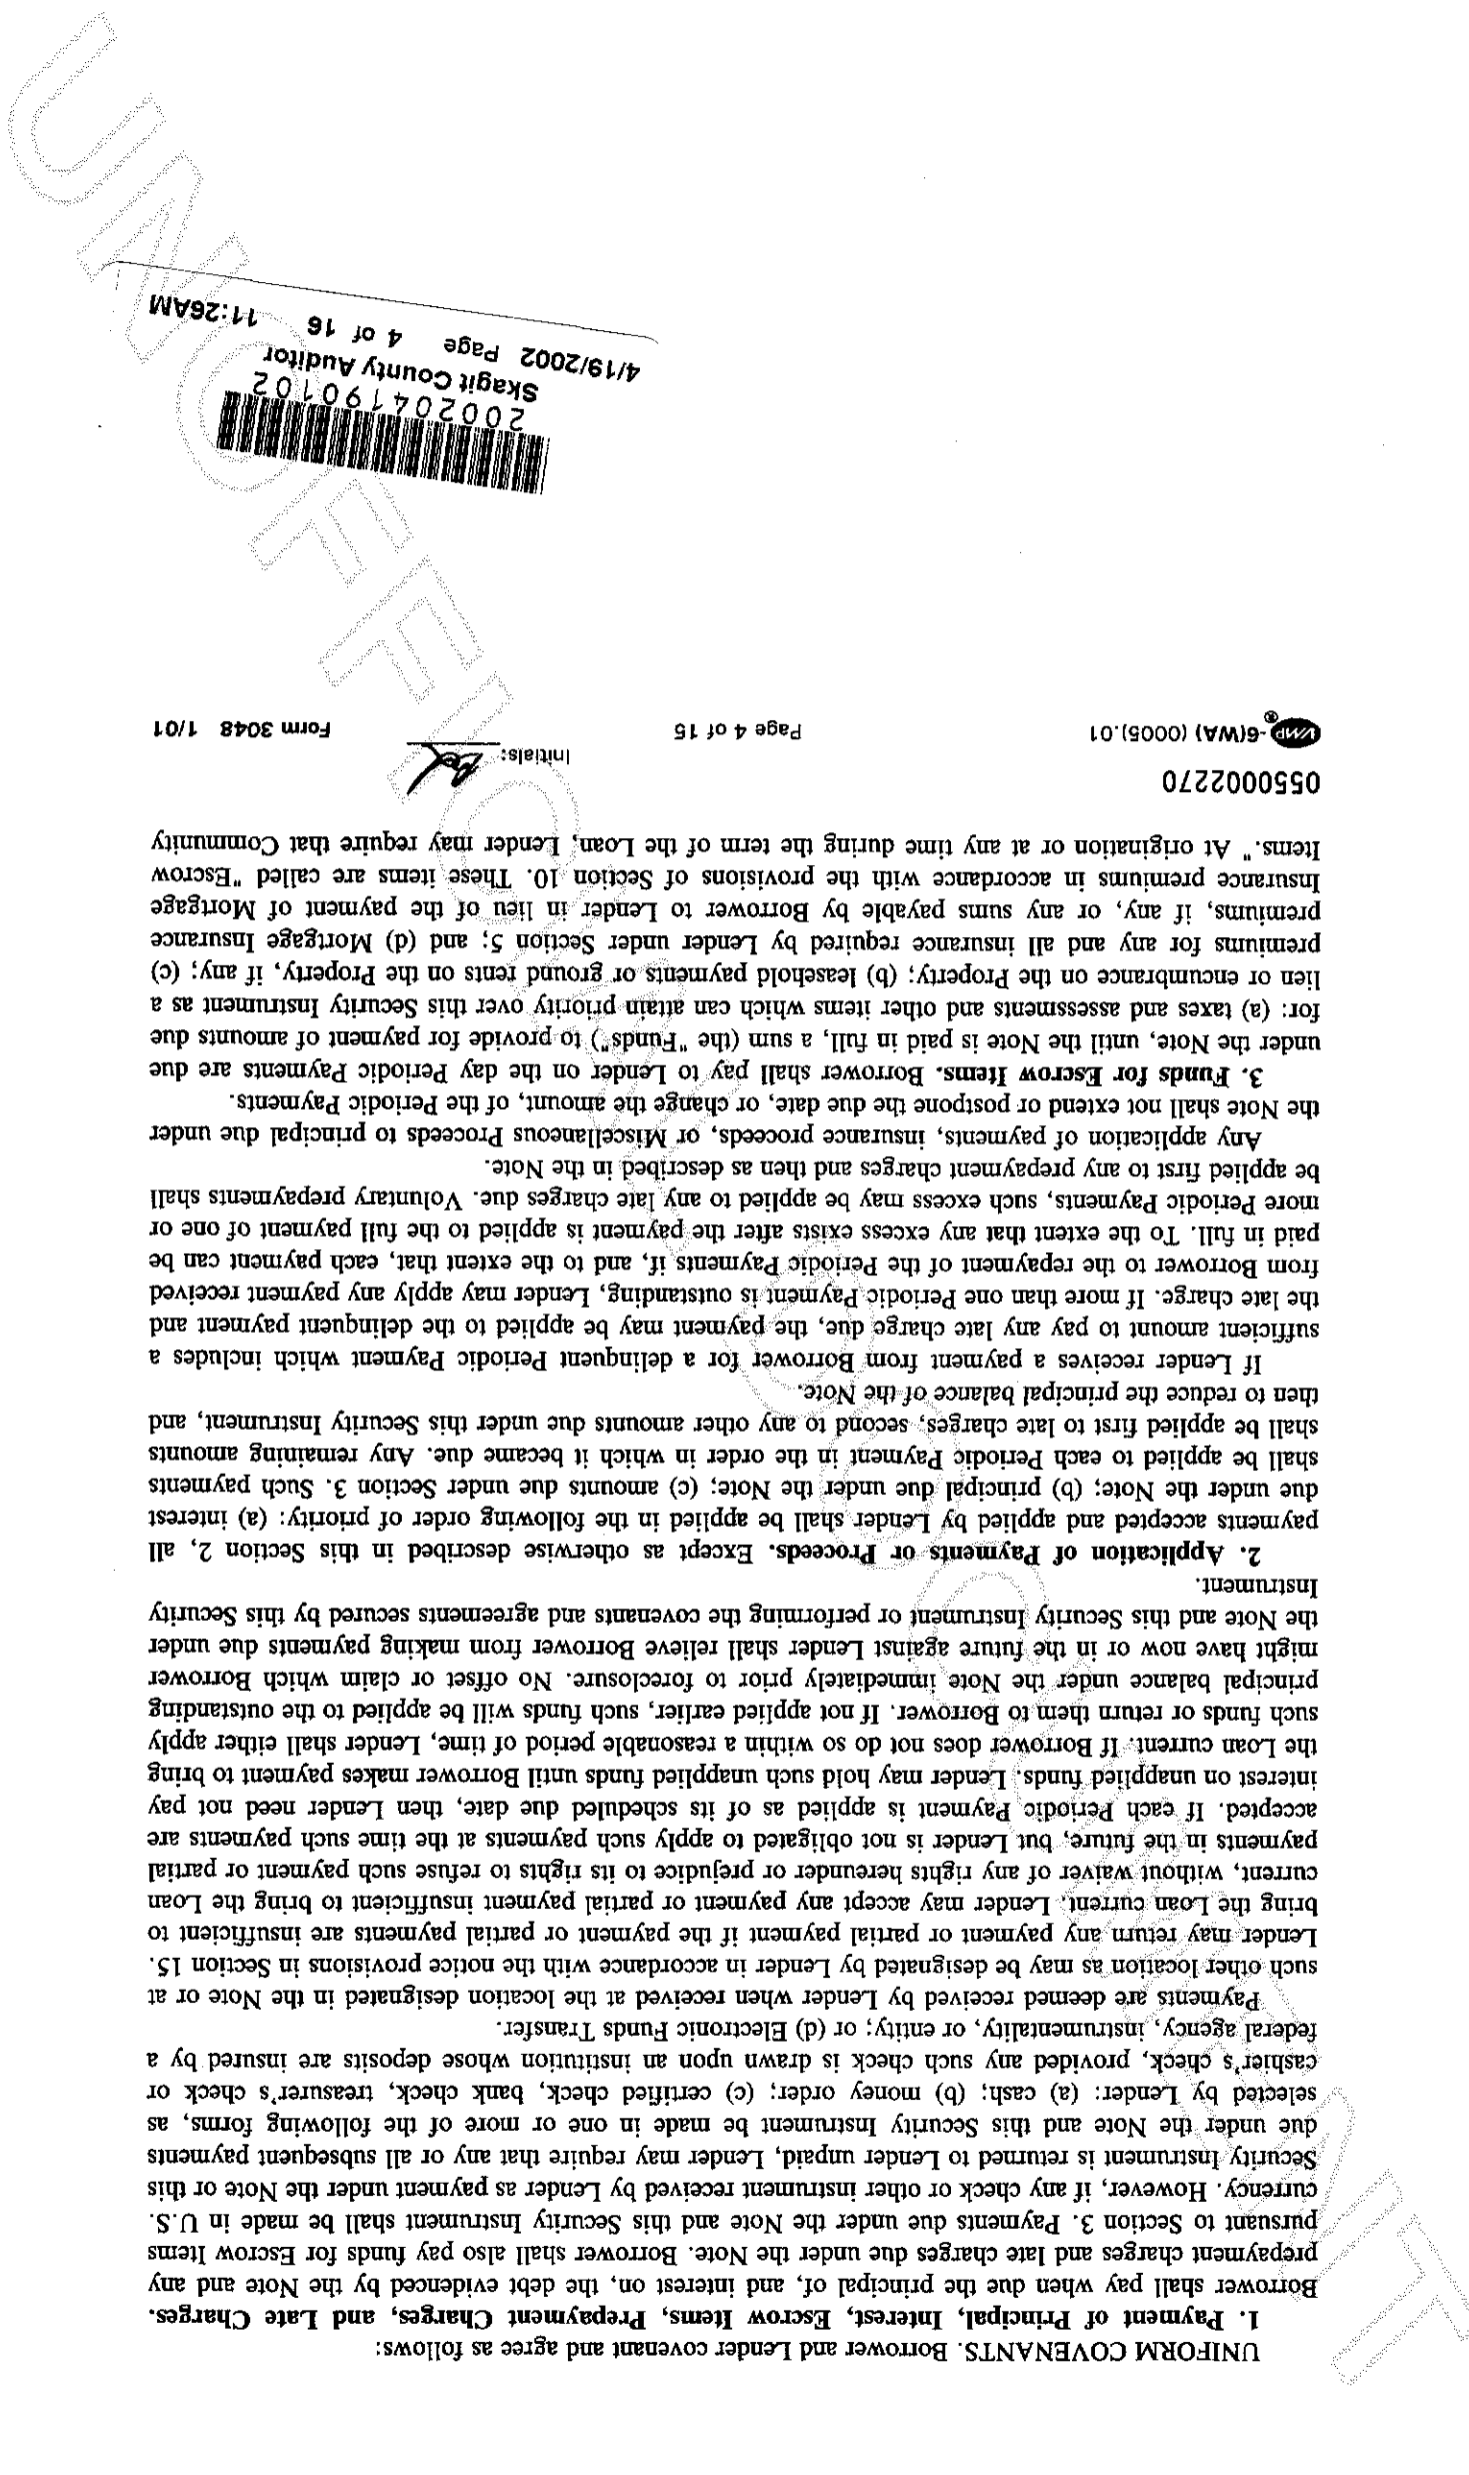 UNIFORM COVENANTS. Borrower and Lender covenant and agree as follows:
1. Payment of Principal, Interest, Escrow Items, Prepayment Charges, and Late Charges.
Borrower shall pay when due the principal of, and interest on, the debt evidenced by the Note and any
prepayment charges and late charges due under the Note. Borrower shall also pay funds for Escrow Items
pursuant to Section 3. Payments due under the Note and this Security Instrument shall be made in U.S.
currency. However, if any check or other instrument received by Lender as payment under the Note or this
Security Instrument is returned to Lender unpaid, Lender may require that any or all subsequent payments
due under the Note and this Security Instrument be made in one or more of the following forms, as
selected by Lender: (a) cash; (b) money order; (c) certified check, bank check, treasurer's check or
cashier's check, provided any such check is drawn upon an institution whose deposits are insured by a
federal agency, instrumentality, or entity; or (d) Electronic Funds Transfer.
Payments are deemed received by Lender when received at the location designated in the Note or at
such other location as may be designated by Lender in accordance with the notice provisions in Section 15.
Lender may return any payment or partial payment if the payment or partial payments are insufficient to
bring the Loan current. Lender may accept any payment or partial payment insufficient to bring the Loan
current, without waiver of any rights hereunder or prejudice to its rights to refuse such payment or partial
payments in the future, but Lender is not obligated to apply such payments at the time such payments are
accepted. If each Periodic Payment is applied as of its scheduled due date, then Lender need not pay
interest on unapplied funds. Lender may hold such unapplied funds until Borrower makes payment to bring
the Loan current. If Borrower does not do so within a reasonable period of time, Lender shall either apply
such funds or return them to Borrower. If not applied earlier, such funds will be applied to the outstanding
principal balance under the Note immediately prior to foreclosure. No offset or claim which Borrower
might have now or in the future against Lender shall relieve Borrower from making payments due under
the Note and this Security Instrument or performing the covenants and agreements secured by this Security
Instrument.
2. Application of Payments or Proceeds. Except as otherwise described in this Section 2, all
payments accepted and applied by Lender shall be applied in the following order of priority: (a) interest
due under the Note; (b) principal due under the Note; (c) amounts due under Section 3. Such payments
shall be applied to each Periodic Payment in the order in which it became due. Any remaining amounts
shall be applied first to late charges, second to any other amounts due under this Security Instrument, and
then to reduce the principal balance of the Note.
If Lender receives a payment from Borrower for a delinquent Periodic Payment which includes a
sufficient amount to pay any late charge due, the payment may be applied to the delinquent payment and
the late charge. If more than one Periodic Payment is outstanding, Lender may apply any payment received
from Borrower to the repayment of the Periodic Payments if, and to the extent that, each payment can be
paid in full. To the extent that any excess exists after the payment is applied to the full payment of one or
more Periodic Payments, such excess may be applied to any late charges due. Voluntary prepayments shall
be applied first to any prepayment charges and then as described in the Note.
Any application of payments, insurance proceeds, or Miscellaneous Proceeds to principal due under
the Note shall not extend or postpone the due date, or change the amount, of the Periodic Payments.
3. Funds for Escrow Items. Borrower shall pay to Lender on the day Periodic Payments are due
under the Note, until the Note is paid in full, a sum (the "Funds") to provide for payment of amounts due
for: (a) taxes and assessments and other items which can attain priority over this Security Instrument as a
lien or encumbrance on the Property; (b) leasehold payments or ground rents on the Property, if any; (c)
premiums for any and all insurance required by Lender under Section 5; and (d) Mortgage Insurance
premiums, if any, or any sums payable by Borrower to Lender in lieu of the payment of Mortgage
Insurance premiums in accordance with the provisions of Section 10. These items are called "Escrow
Items." At origination or at any time during the term of the Loan, Lender may require that Community
0550002270
Initials:
VMP®-6(WA) (0005).01 Page 4 of 15 Form 3048 1/01
200204190102
Skagit County Auditor
4/19/2002 Page 4 of 16 11:26AM
UNOFFICIAL DOCUMENT